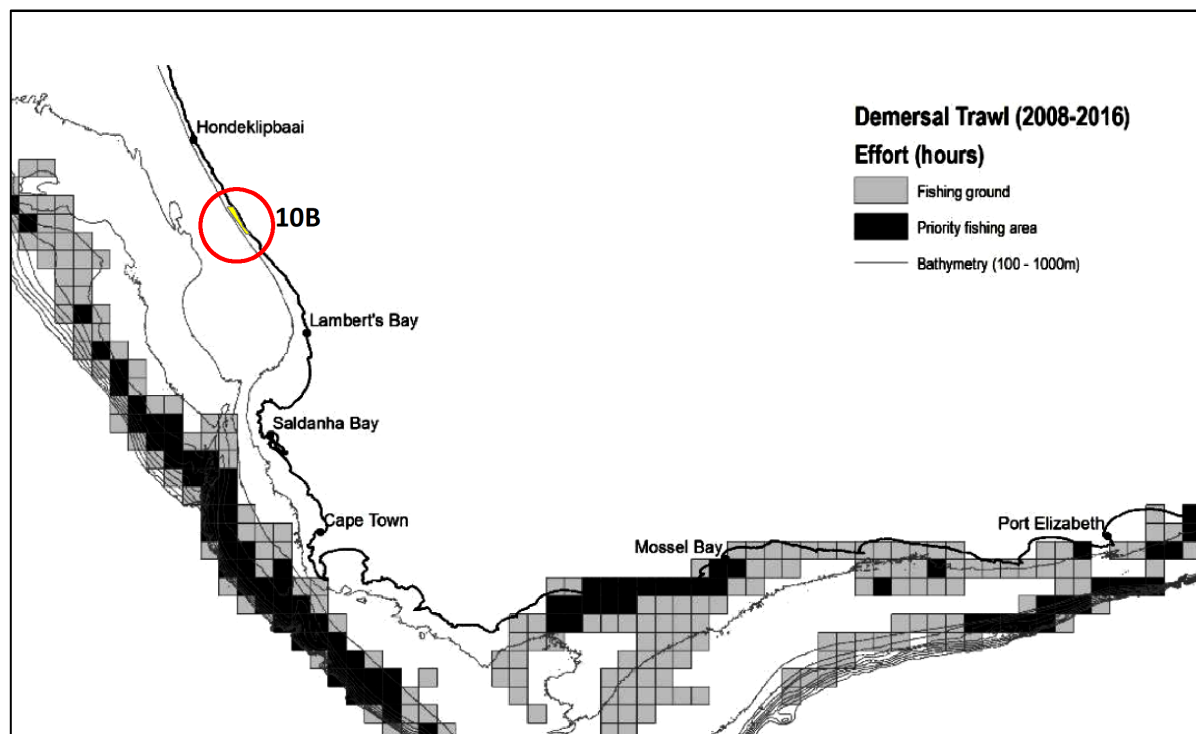 Demersal Trawl (2008-2016)
Effort (hours)
Fishing ground
Priority fishing area
Bathymetry (100 - 1000m)
Hondeklipbaai
10B
Lambert's Bay
Saldanha Bay
Cape Town
Mossel Bay
Port Elizabeth